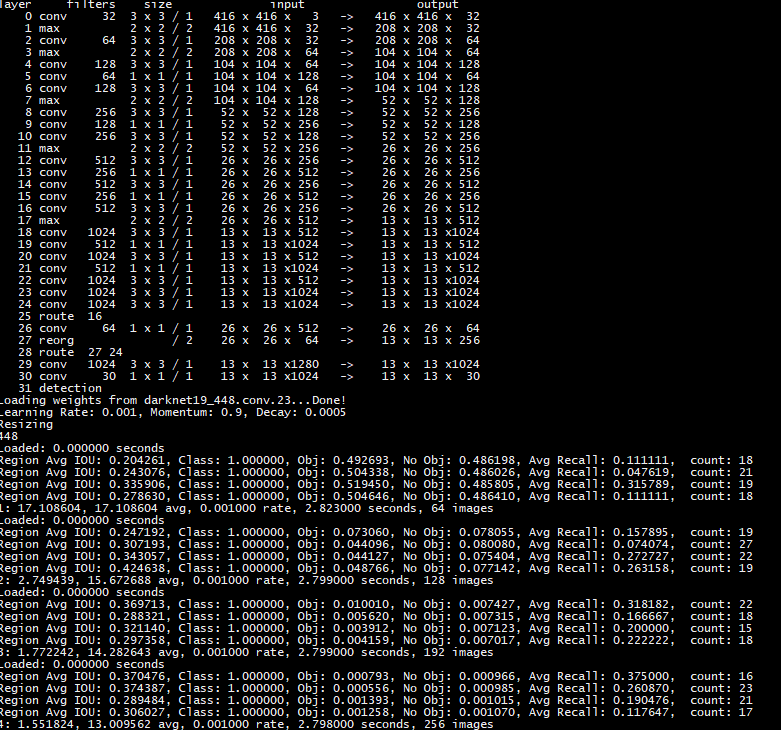 layer     filters    size              input                output
    0 conv     32  3 x 3 / 1   416 x 416 x   3   ->   416 x 416 x  32
    1 max          2 x 2 / 2   416 x 416 x  32   ->   208 x 208 x  32
    2 conv     64  3 x 3 / 1   208 x 208 x  32   ->   208 x 208 x  64
    3 max          2 x 2 / 2   208 x 208 x  64   ->   104 x 104 x  64
    4 conv    128  3 x 3 / 1   104 x 104 x  64   ->   104 x 104 x 128
    5 conv     64  1 x 1 / 1   104 x 104 x 128   ->   104 x 104 x  64
    6 conv    128  3 x 3 / 1   104 x 104 x  64   ->   104 x 104 x 128
    7 max          2 x 2 / 2   104 x 104 x 128   ->    52 x  52 x 128
    8 conv    256  3 x 3 / 1    52 x  52 x 128   ->    52 x  52 x 256
    9 conv    128  1 x 1 / 1    52 x  52 x 256   ->    52 x  52 x 128
   10 conv    256  3 x 3 / 1    52 x  52 x 128   ->    52 x  52 x 256
   11 max          2 x 2 / 2    52 x  52 x 256   ->    26 x  26 x 256
   12 conv    512  3 x 3 / 1    26 x  26 x 256   ->    26 x  26 x 512
   13 conv    256  1 x 1 / 1    26 x  26 x 512   ->    26 x  26 x 256
   14 conv    512  3 x 3 / 1    26 x  26 x 256   ->    26 x  26 x 512
   15 conv    256  1 x 1 / 1    26 x  26 x 512   ->    26 x  26 x 256
   16 conv    512  3 x 3 / 1    26 x  26 x 256   ->    26 x  26 x 512
   17 max          2 x 2 / 2    26 x  26 x 512   ->    13 x  13 x 512
   18 conv   1024  3 x 3 / 1    13 x  13 x 512   ->    13 x  13 x1024
   19 conv    512  1 x 1 / 1    13 x  13 x1024   ->    13 x  13 x 512
   20 conv   1024  3 x 3 / 1    13 x  13 x 512   ->    13 x  13 x1024
   21 conv    512  1 x 1 / 1    13 x  13 x1024   ->    13 x  13 x 512
   22 conv   1024  3 x 3 / 1    13 x  13 x 512   ->    13 x  13 x1024
   23 conv   1024  3 x 3 / 1    13 x  13 x1024   ->    13 x  13 x1024
   24 conv   1024  3 x 3 / 1    13 x  13 x1024   ->    13 x  13 x1024
   25 route  16
   26 conv     64  1 x 1 / 1    26 x  26 x 512   ->    26 x  26 x  64
   27 reorg              / 2    26 x  26 x  64   ->    13 x  13 x 256
   28 route  27 24
   29 conv   1024  3 x 3 / 1    13 x  13 x1280   ->    13 x  13 x1024
   30 conv     30  1 x 1 / 1    13 x  13 x1024   ->    13 x  13 x  30
   31 detection
Loading weights from darknet19_448.conv.23...Done!
Learning Rate: 0.001, Momentum: 0.9, Decay: 0.0005
Resizing
448
Loaded: 0.000000 seconds
Region Avg IOU: 0.204261, Class: 1.000000, Obj: 0.492693, No Obj: 0.486198, Avg Recall: 0.111111,  count: 18
Region Avg IOU: 0.243076, Class: 1.000000, Obj: 0.504338, No Obj: 0.486026, Avg Recall: 0.047619,  count: 21
Region Avg IOU: 0.335906, Class: 1.000000, Obj: 0.519450, No Obj: 0.485805, Avg Recall: 0.315789,  count: 19
Region Avg IOU: 0.278630, Class: 1.000000, Obj: 0.504646, No Obj: 0.486410, Avg Recall: 0.111111,  count: 18
1: 17.108604, 17.108604 avg, 0.001000 rate, 2.823000 seconds, 64 images
Loaded: 0.000000 seconds
Region Avg IOU: 0.247192, Class: 1.000000, Obj: 0.073060, No Obj: 0.078055, Avg Recall: 0.157895,  count: 19
Region Avg IOU: 0.307193, Class: 1.000000, Obj: 0.044096, No Obj: 0.080080, Avg Recall: 0.074074,  count: 27
Region Avg IOU: 0.343057, Class: 1.000000, Obj: 0.044127, No Obj: 0.075404, Avg Recall: 0.272727,  count: 22
Region Avg IOU: 0.424638, Class: 1.000000, Obj: 0.048766, No Obj: 0.077142, Avg Recall: 0.263158,  count: 19
2: 2.749439, 15.672688 avg, 0.001000 rate, 2.799000 seconds, 128 images
Loaded: 0.000000 seconds
Region Avg IOU: 0.369713, Class: 1.000000, Obj: 0.010010, No Obj: 0.007427, Avg Recall: 0.318182,  count: 22
Region Avg IOU: 0.288321, Class: 1.000000, Obj: 0.005620, No Obj: 0.007315, Avg Recall: 0.166667,  count: 18
Region Avg IOU: 0.321140, Class: 1.000000, Obj: 0.003912, No Obj: 0.007123, Avg Recall: 0.200000,  count: 15
Region Avg IOU: 0.297358, Class: 1.000000, Obj: 0.004159, No Obj: 0.007017, Avg Recall: 0.222222,  count: 18
3: 1.772242, 14.282643 avg, 0.001000 rate, 2.799000 seconds, 192 images
Loaded: 0.000000 seconds
Region Avg IOU: 0.370476, Class: 1.000000, Obj: 0.000793, No Obj: 0.000966, Avg Recall: 0.375000,  count: 16
Region Avg IOU: 0.374387, Class: 1.000000, Obj: 0.000556, No Obj: 0.000985, Avg Recall: 0.260870,  count: 23
Region Avg IOU: 0.289484, Class: 1.000000, Obj: 0.001393, No Obj: 0.001015, Avg Recall: 0.190476,  count: 21
Region Avg IOU: 0.306027, Class: 1.000000, Obj: 0.001258, No Obj: 0.001070, Avg Recall: 0.117647,  count: 17
4: 1.551824, 13.009562 avg, 0.001000 rate, 2.798000 seconds, 256 images